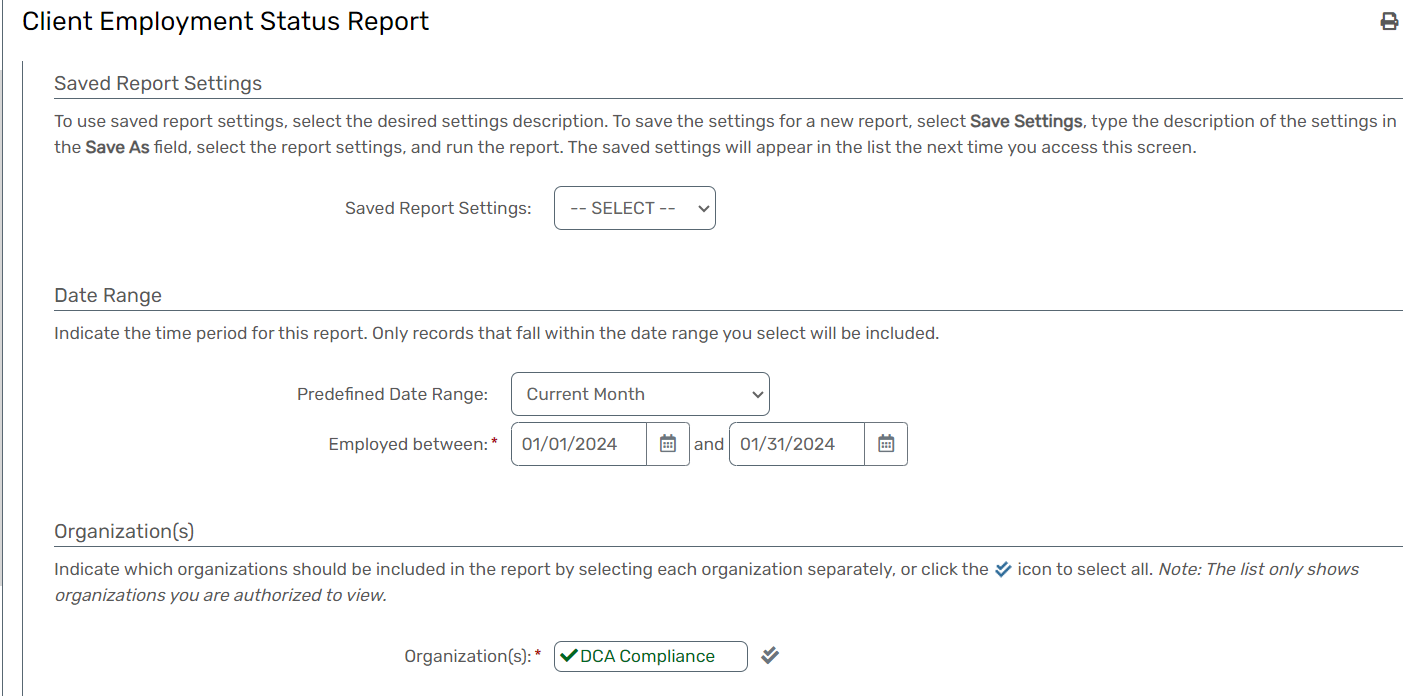 Client Employment Status Report
Saved Report Settings
To use saved report settings, select the desired settings description. To save the settings for a new report, select Save Settings, type the description of the settings in
the Save As field, select the report settings, and run the report. The saved settings will appear in the list the next time you access this screen.
Saved Report Settings: -- SELECT --
Date Range
Indicate the time period for this report. Only records that fall within the date range you select will be included.
Predefined Date Range: Current Month
Employed between:* 01/01/2024 and 01/31/2024
Organization(s)
Indicate which organizations should be included in the report by selecting each organization separately, or click the icon to select all. Note: The list only shows
organizations you are authorized to view.
Organization(s):* DCA Compliance